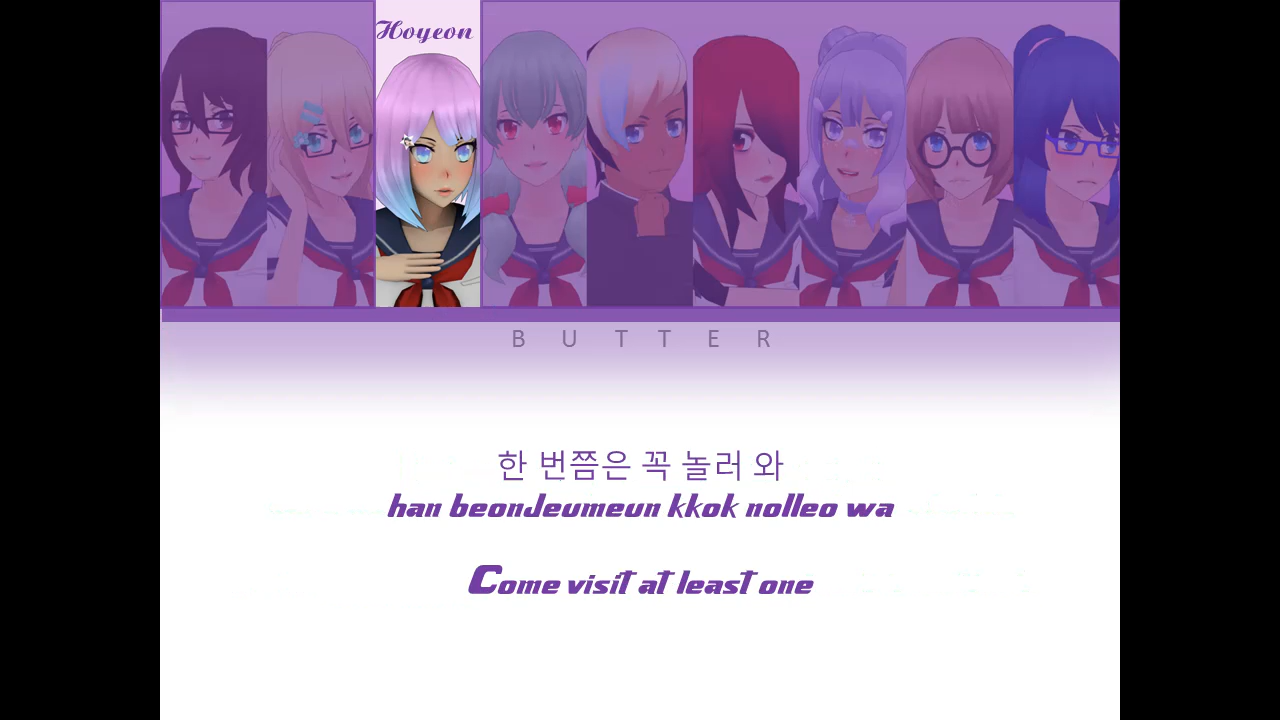 Hoyeon
BUTTER
한 번쯤은 꼭 놀러 와
han beonJeumeun kkok nolleo wa
Come visit at least one